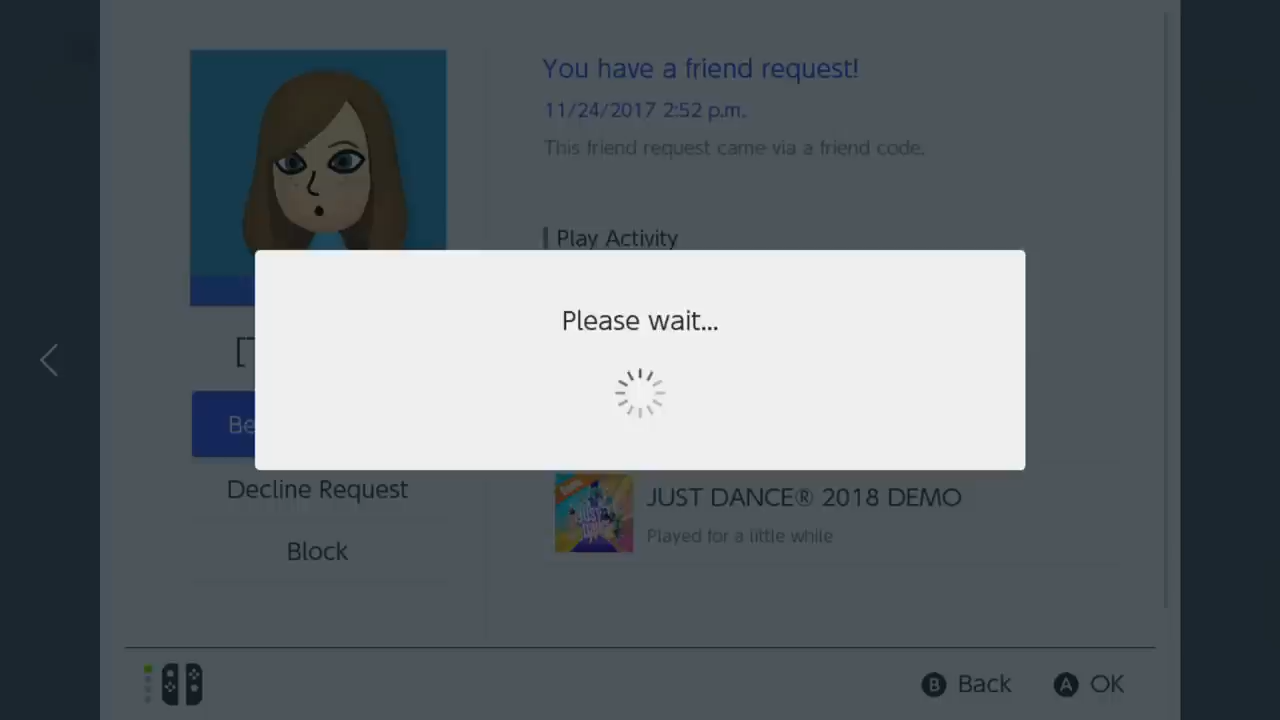 You have a friend request!
11/24/2017 2:52 p.m.
This friend request came via a friend code.
Play Activity
Please wait...
Be
Decline Request
Block
JUST DANCE® 2018 DEMO
Played for a little while
B Back
A OK